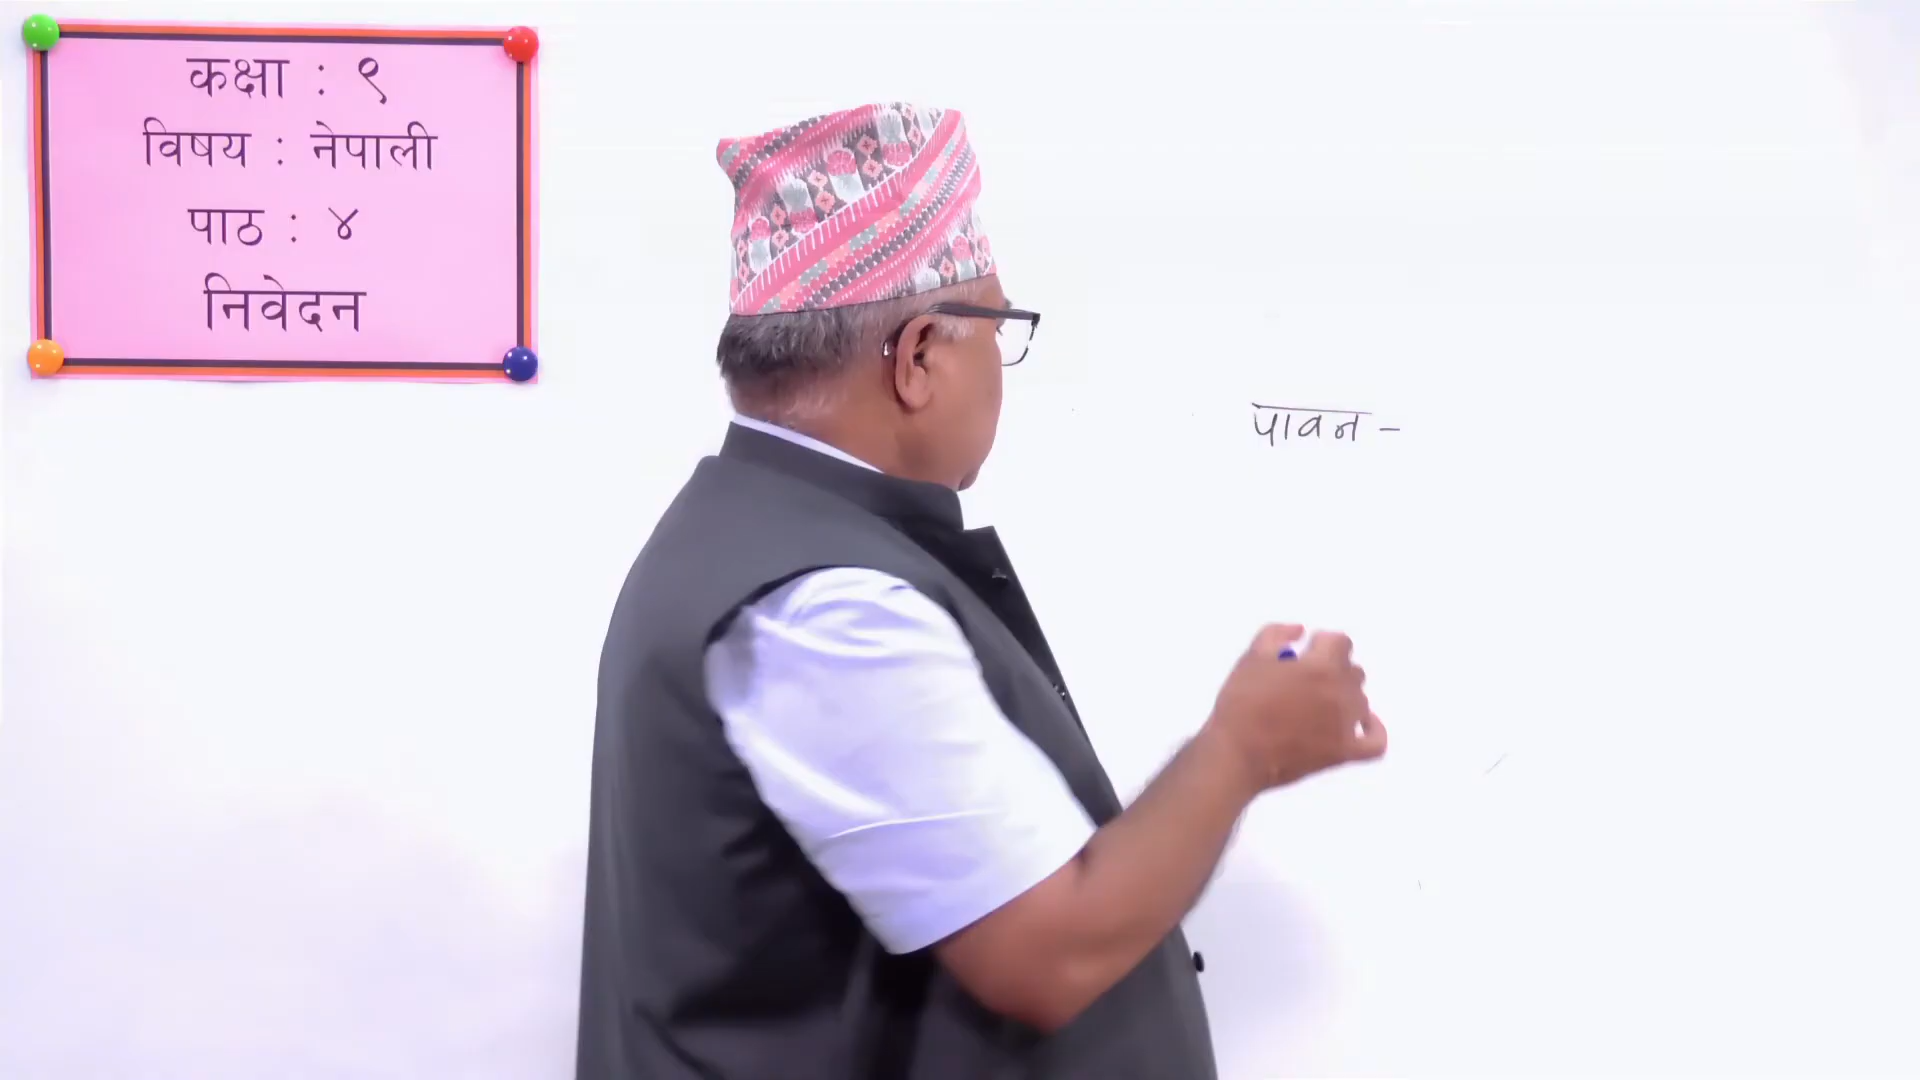 कक्षा : ९
विषय : नेपाली
पाठ : ४
निवेदन
पावन -